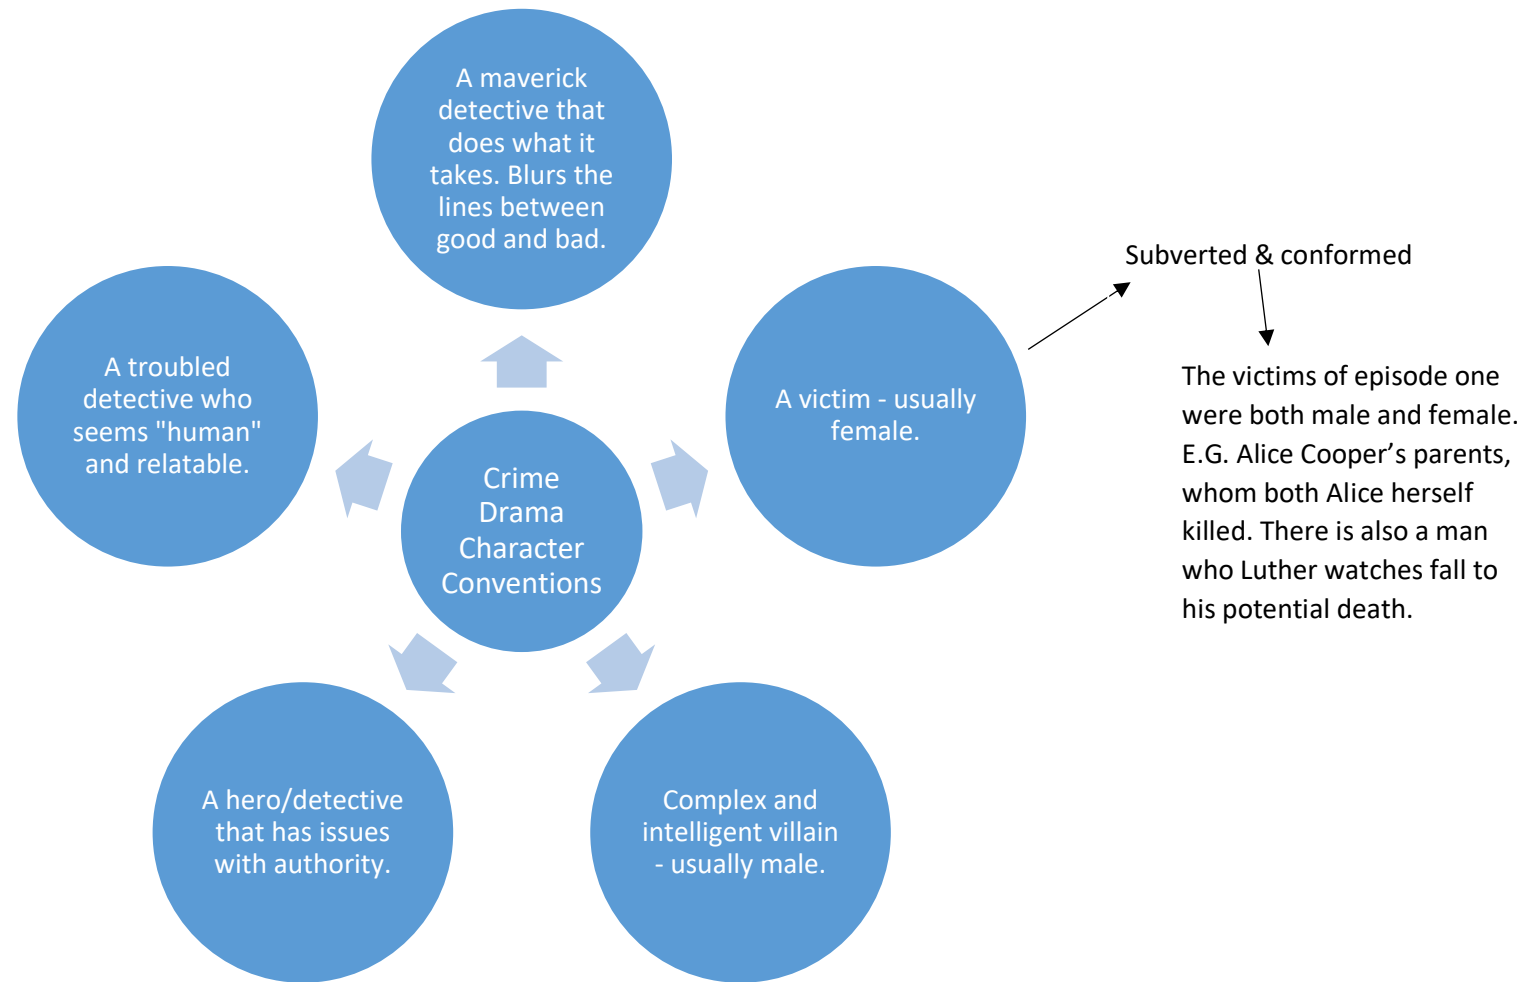 A maverick
detective that
does what it
takes. Blurs the
lines between
good and bad.
Subverted & conformed
A victim - usually
female.
The victims of episode one
were both male and female.
E.G. Alice Cooper’s parents,
whom both Alice herself
killed. There is also a man
who Luther watches fall to
his potential death.
A troubled
detective who
seems "human"
and relatable.
Crime
Drama
Character
Conventions
A hero/detective
that has issues
with authority.
Complex and
intelligent villain
- usually male.